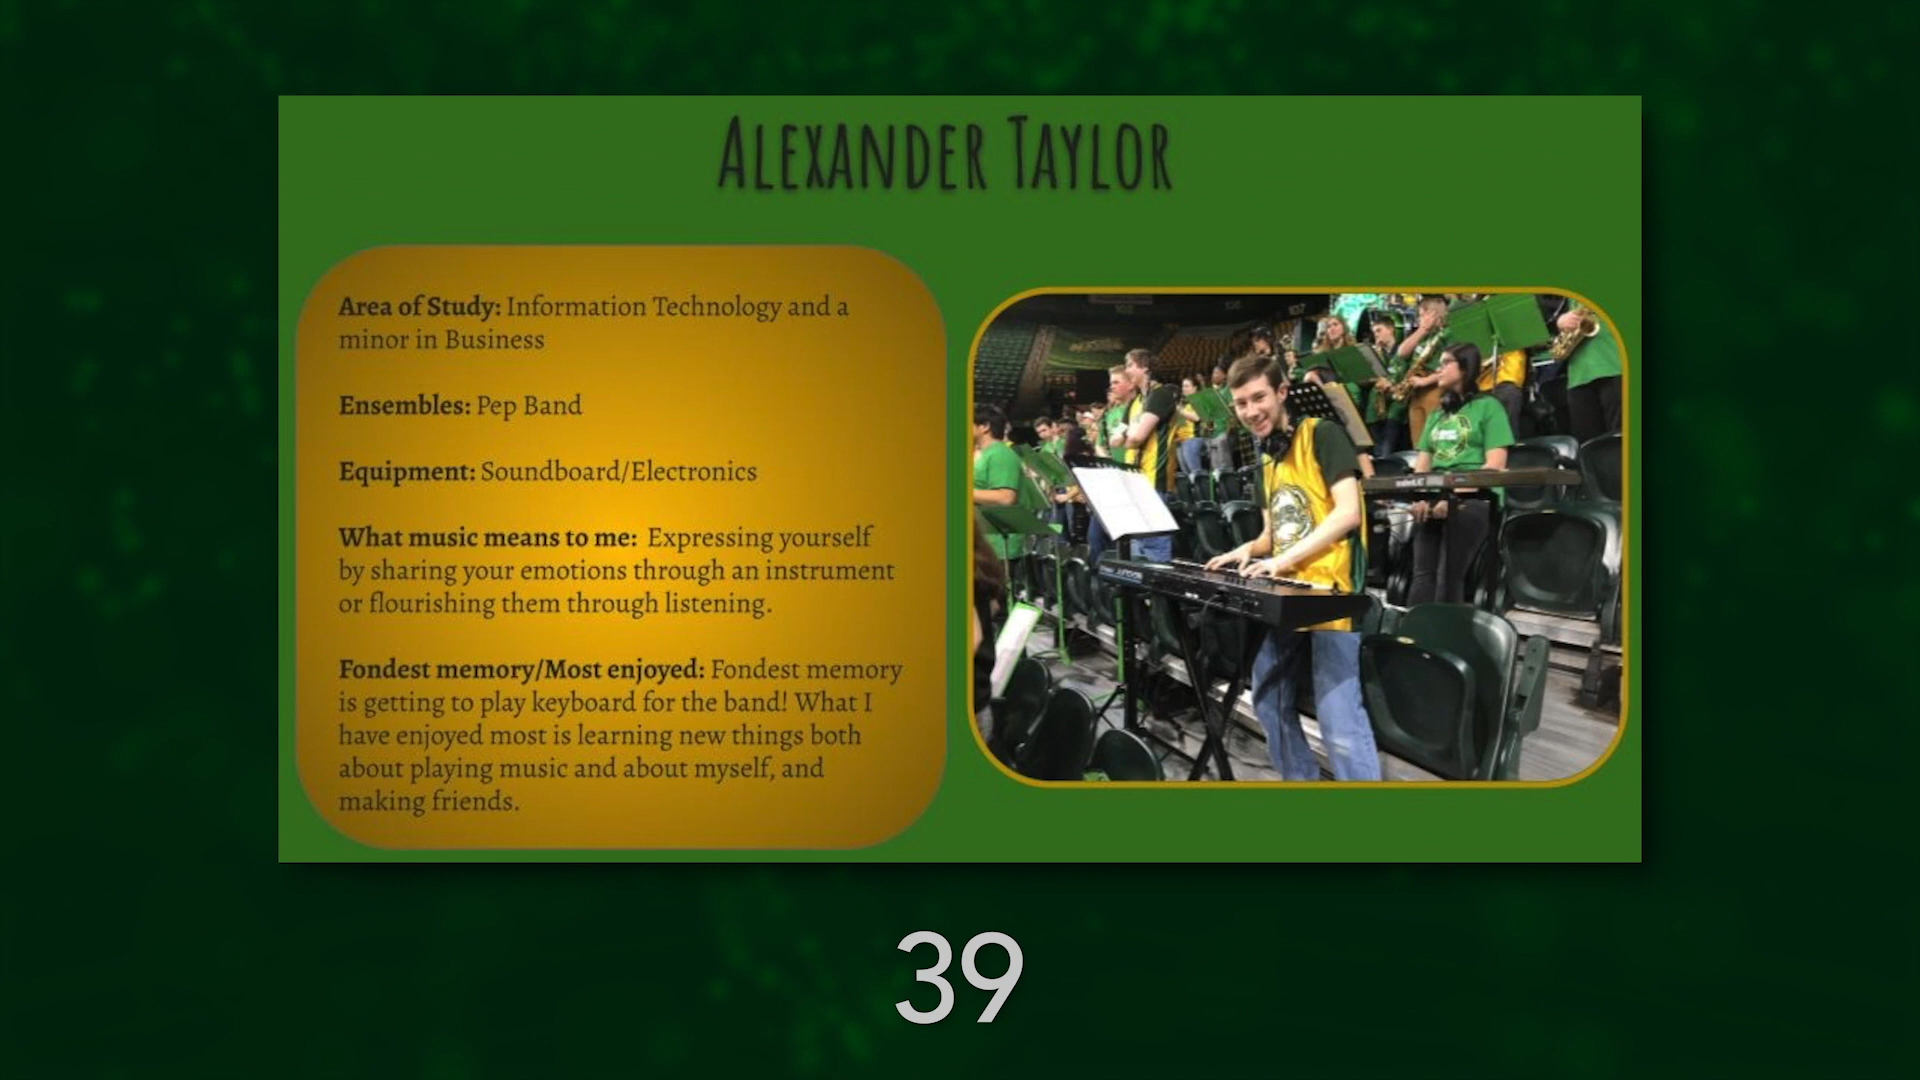 Alexander Taylor
Area of Study: Information Technology and a
minor in Business
Ensembles: Pep Band
Equipment: Soundboard/Electronics
What music means to me: Expressing yourself
by sharing your emotions through an instrument
or flourishing them through listening.
Fondest memory/Most enjoyed: Fondest memory
is getting to play keyboard for the band! What I
have enjoyed most is learning new things both
about playing music and about myself, and
making friends.
107
39